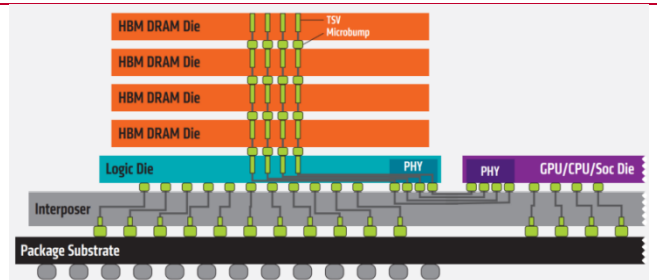 HBM DRAM Die
TSV
Microbump
HBM DRAM Die
HBM DRAM Die
HBM DRAM Die
Logic Die
PHY
PHY
GPU/CPU/Soc Die
Interposer
Package Substrate